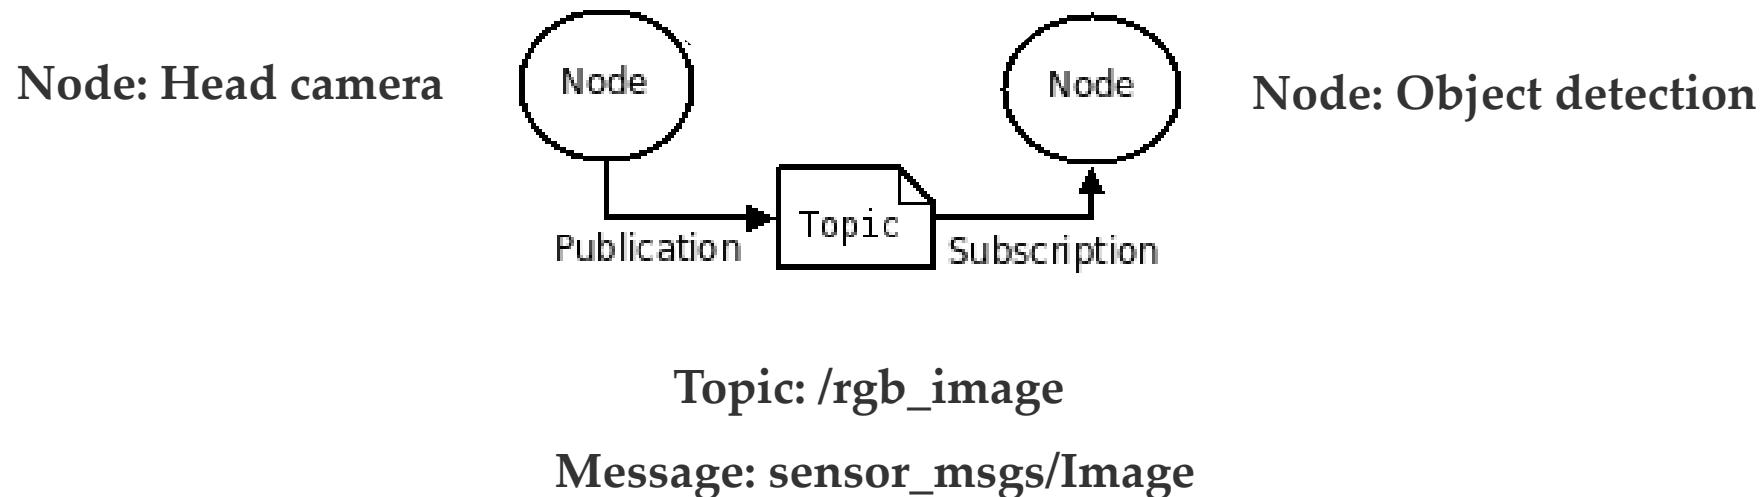 Node: Head camera
Node
Node
Node: Object detection
Topic
Publication
Subscription
Topic: /rgb_image
Message: sensor_msgs/Image